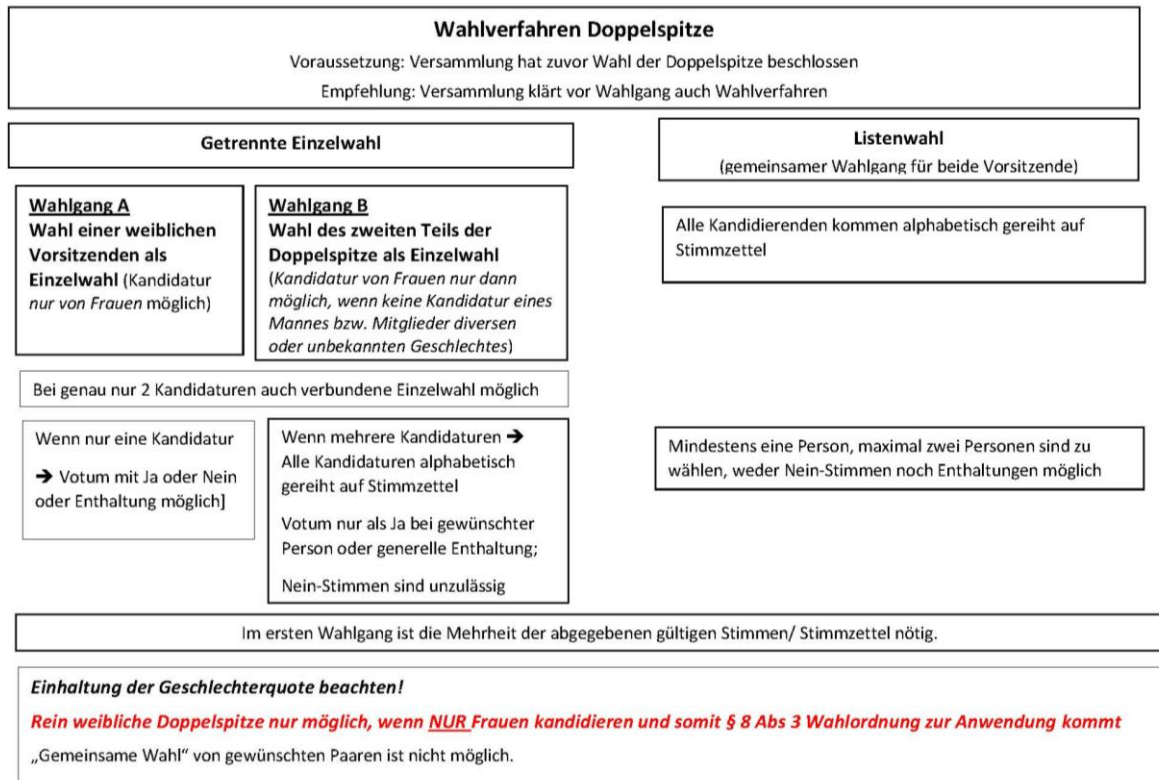 Wahlverfahren Doppelspitze
Voraussetzung: Versammlung hat zuvor Wahl der Doppelspitze beschlossen
Empfehlung: Versammlung klärt vor Wahlgang auch Wahlverfahren
Getrennte Einzelwahl
Wahlgang A
Wahl einer weiblichen
Vorsitzenden als
Einzelwahl (Kandidatur
nur von Frauen möglich)
Wahlgang B
Wahl des zweiten Teils der
Doppelspitze als Einzelwahl
(Kandidatur von Frauen nur dann
möglich, wenn keine Kandidatur eines
Mannes bzw. Mitglieder diversen
oder unbekannten Geschlechtes)
Bei genau nur 2 Kandidaturen auch verbundene Einzelwahl möglich
Wenn nur eine Kandidatur
➔ Votum mit Ja oder Nein
oder Enthaltung möglich]
Wenn mehrere Kandidaturen ➔
Alle Kandidaturen alphabetisch
gereiht auf Stimmzettel
Votum nur als Ja bei gewünschter
Person oder generelle Enthaltung;
Nein-Stimmen sind unzulässig
Listenwahl
(gemeinsamer Wahlgang für beide Vorsitzende)
Alle Kandidierenden kommen alphabetisch gereiht auf
Stimmzettel
Mindestens eine Person, maximal zwei Personen sind zu
wählen, weder Nein-Stimmen noch Enthaltungen möglich
Im ersten Wahlgang ist die Mehrheit der abgegebenen gültigen Stimmen/ Stimmzettel nötig.
Einhaltung der Geschlechterquote beachten!
Rein weibliche Doppelspitze nur möglich, wenn NUR Frauen kandidieren und somit § 8 Abs 3 Wahlordnung zur Anwendung kommt
„Gemeinsame Wahl“ von gewünschten Paaren ist nicht möglich.